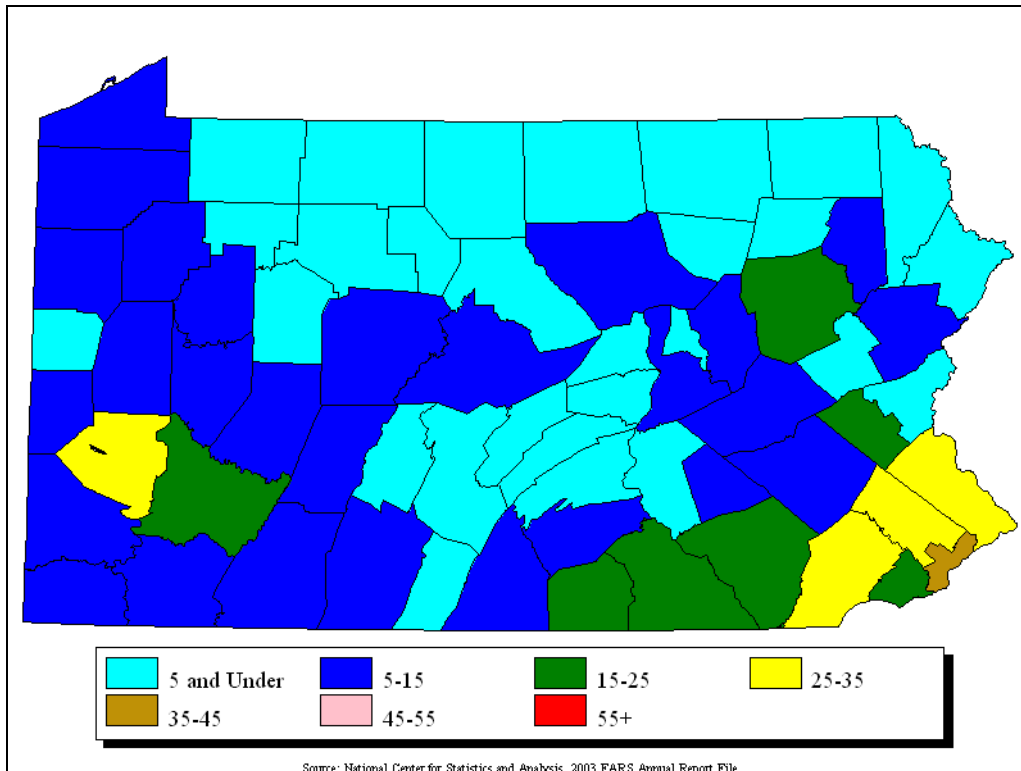 5 and Under 5-15 15-25 25-35
35-45 45-55 55+
Source: National Center for Statistics and Analysis, 2003 FARS Annual Report File